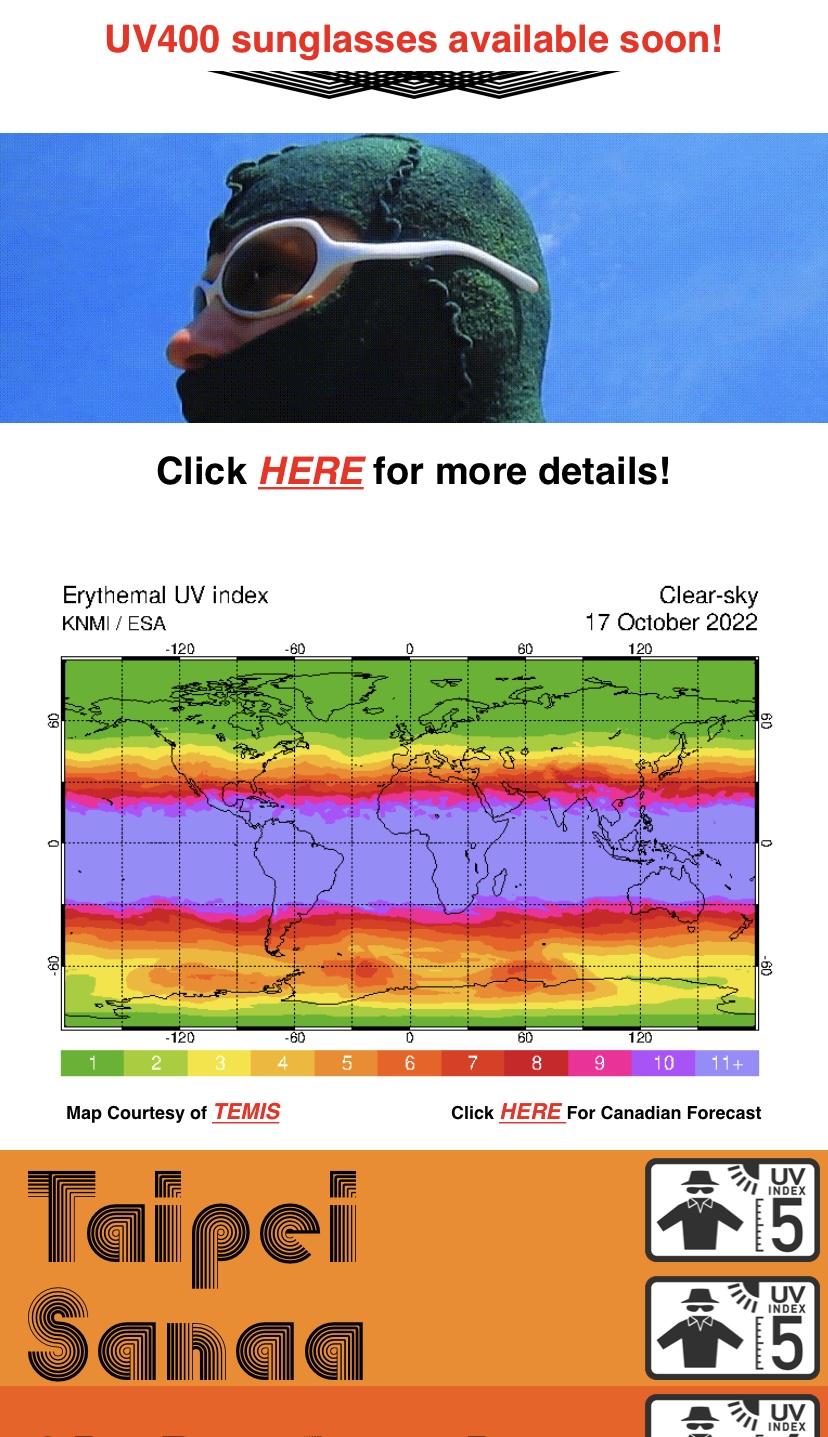 UV400 sunglasses available soon!
Click HERE for more details!
Erythemal UV index
Clear-sky
KNMI / ESA
17 October 2022
-120 -60 0 60 120
60 60
0 0
-60 -60
-120 -60 0 60 120
1 2 3 4 5 6 7 8 9 10 11+
Map Courtesy of TEMIS
Click HERE For Canadian Forecast
Taipei
UV
INDEX
5
Sanaa
UV
INDEX
5
UV
INDEX